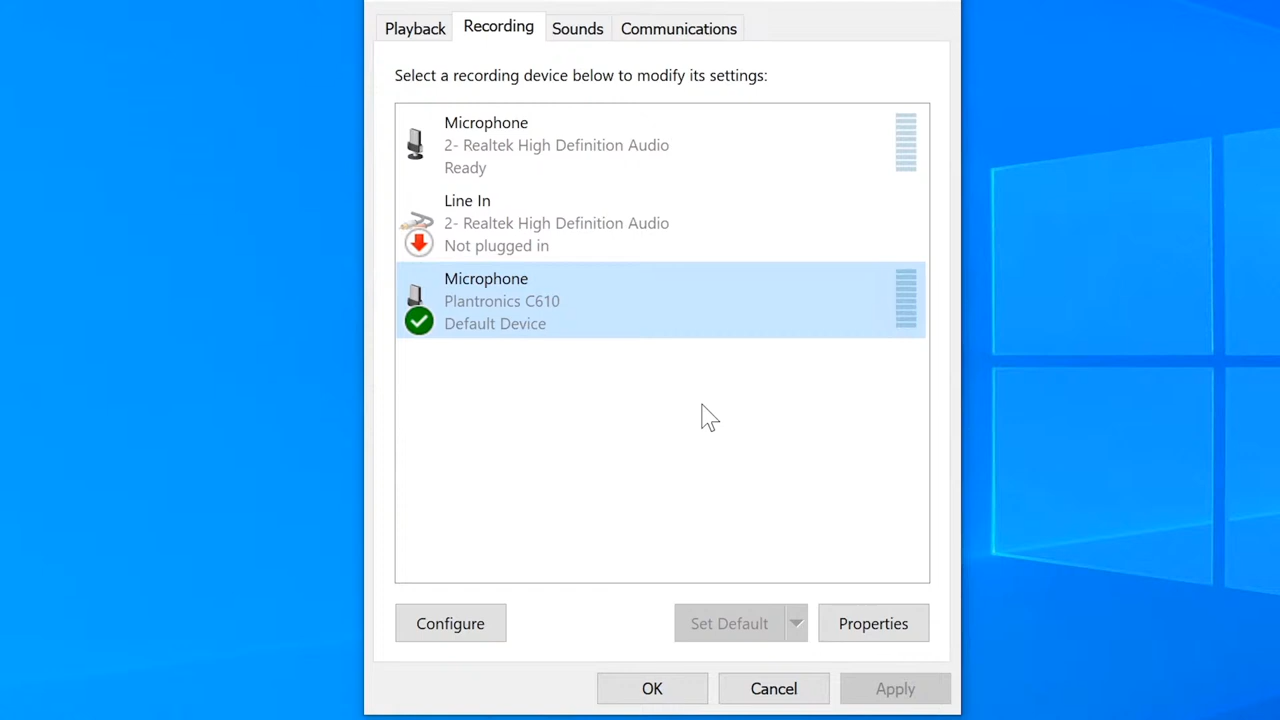 Playback
Recording
Sounds
Communications
Select a recording device below to modify its settings:
Microphone
2- Realtek High Definition Audio
Ready
Line In
2- Realtek High Definition Audio
Not plugged in
Microphone
Plantronics C610
Default Device
Configure
Set Default
Properties
OK
Cancel
Apply